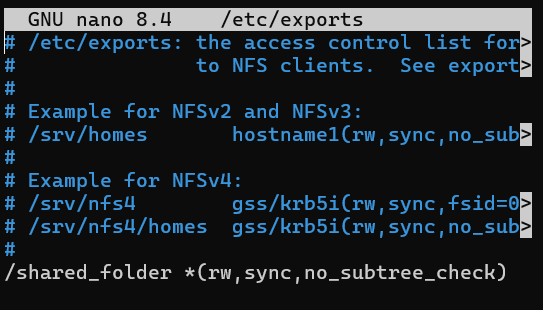 GNU nano 8.4    /etc/exports
# /etc/exports: the access control list for>
#               to NFS clients.  See export>
#
# Example for NFSv2 and NFSv3:
# /srv/homes       hostname1(rw,sync,no_sub>
#
# Example for NFSv4:
# /srv/nfs4        gss/krb5i(rw,sync,fsid=0>
# /srv/nfs4/homes  gss/krb5i(rw,sync,no_sub>
#
/shared_folder *(rw,sync,no_subtree_check)